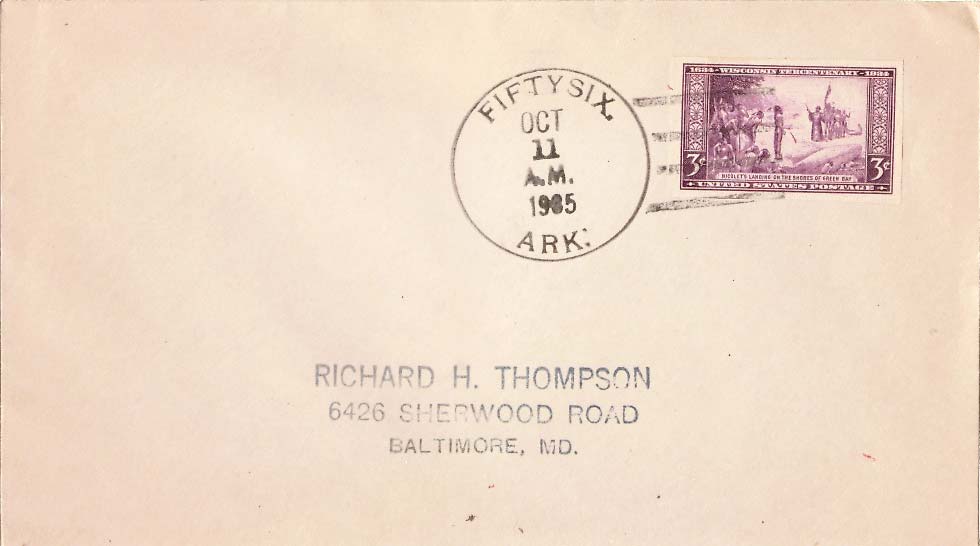 FIFTYSIX.
OCT
11
A.M.
1935
ARK.
1634-WISCONSIN TERCENTENARY-1934
3¢ 3¢
NICOLET'S LANDING ON THE SHORES OF GREEN BAY
UNITED STATES POSTAGE
RICHARD H. THOMPSON
6426 SHERWOOD ROAD
BALTIMORE, MD.